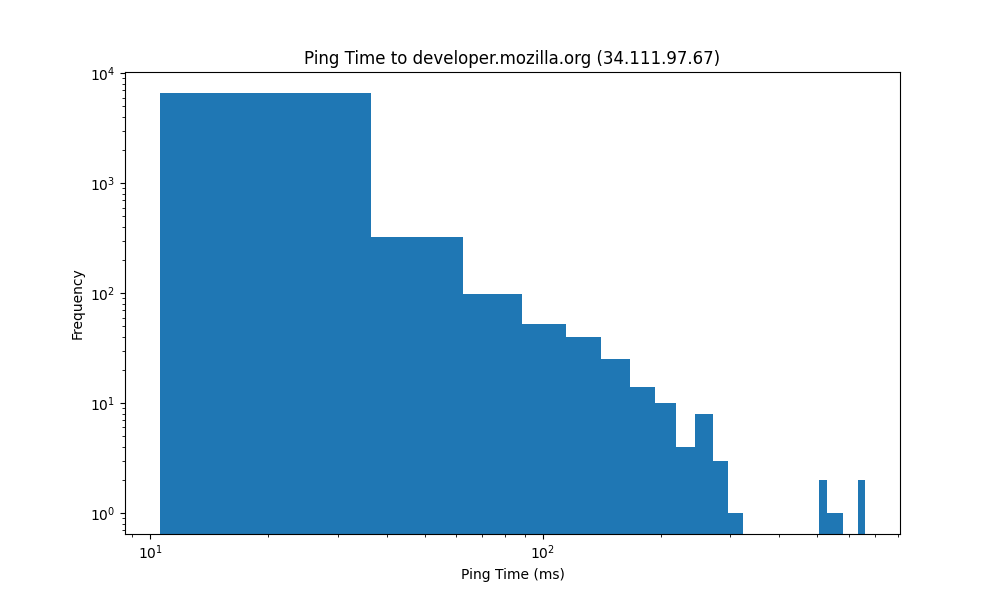 Ping Time to developer.mozilla.org (34.111.97.67)
10⁴
10³
10²
10¹
10⁰
Frequency
10¹ 10²
Ping Time (ms)